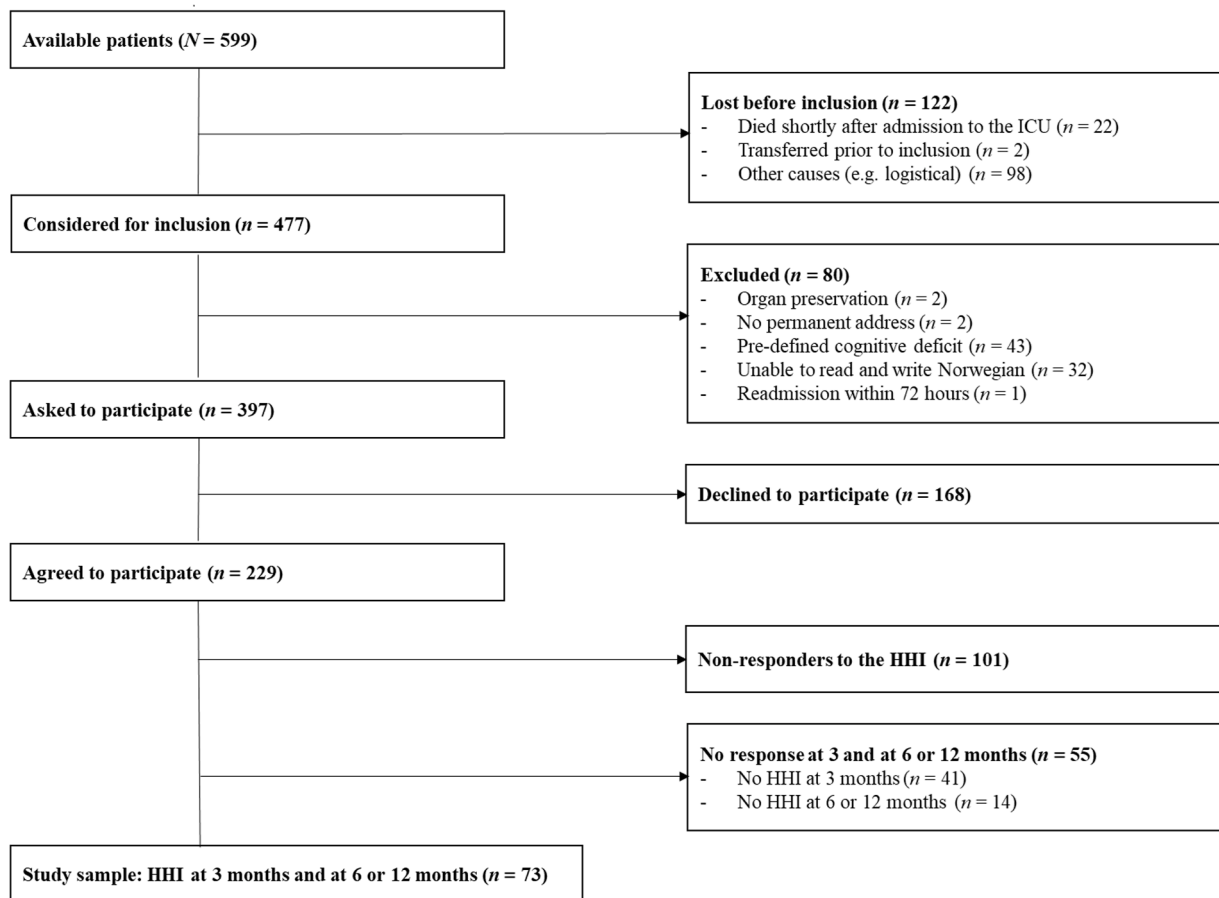 Available patients (N = 599)
Lost before inclusion (n = 122)
- Died shortly after admission to the ICU (n = 22)
- Transferred prior to inclusion (n = 2)
- Other causes (e.g. logistical) (n = 98)
Considered for inclusion (n = 477)
Excluded (n = 80)
- Organ preservation (n = 2)
- No permanent address (n = 2)
- Pre-defined cognitive deficit (n = 43)
- Unable to read and write Norwegian (n = 32)
- Readmission within 72 hours (n = 1)
Asked to participate (n = 397)
Declined to participate (n = 168)
Agreed to participate (n = 229)
Non-responders to the HHI (n = 101)
No response at 3 and at 6 or 12 months (n = 55)
- No HHI at 3 months (n = 41)
- No HHI at 6 or 12 months (n = 14)
Study sample: HHI at 3 months and at 6 or 12 months (n = 73)